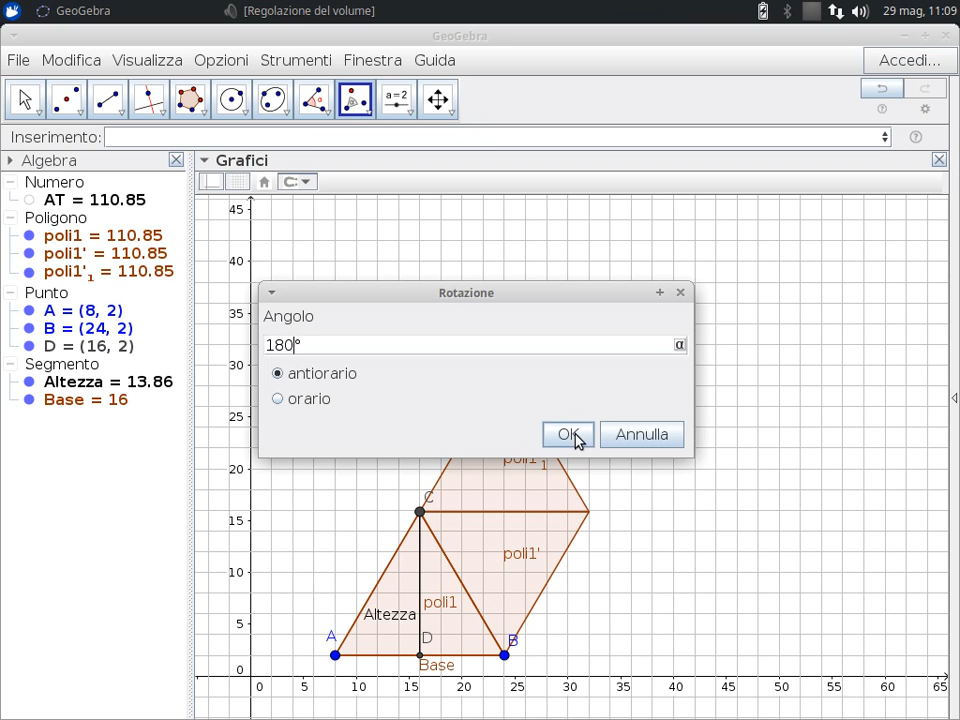 GeoGebra
[Regolazione del volume]
29 mag, 11:09
GeoGebra
File Modifica Visualizza Opzioni Strumenti Finestra Guida
Accedi...
a=2
Inserimento:
Algebra
Numero
AT = 110.85
Poligono
poli1 = 110.85
poli1' = 110.85
poli1'₁ = 110.85
Punto
A = (8, 2)
B = (24, 2)
D = (16, 2)
Segmento
Altezza = 13.86
Base = 16
Grafici
45
40
35
30
25
20
15
10
5
0
Rotazione
Angolo
180°
α
antiorario
orario
OK
Annulla
poli1'₁
C
poli1'
poli1
Altezza
A
D
B
Base
0 5 10 15 20 25 30 35 40 45 50 55 60 65